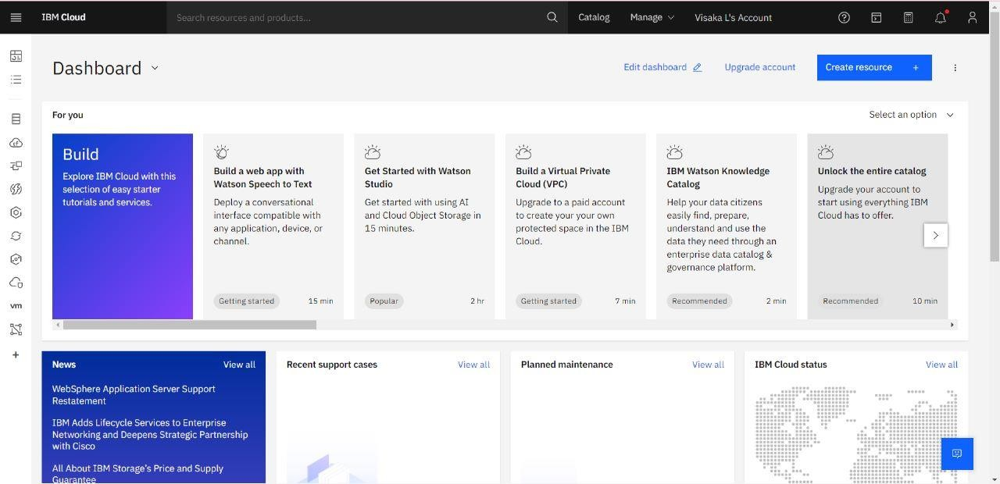 IBM Cloud
Search resources and products...
Catalog
Manage
Visaka L's Account
Dashboard
Edit dashboard
Upgrade account
Create resource +
For you
Select an option
Build
Explore IBM Cloud with this
selection of easy starter
tutorials and services.
Build a web app with
Watson Speech to Text
Deploy a conversational
interface compatible with
any application, device, or
channel.
Getting started
15 min
Get Started with Watson
Studio
Get started with using AI
and Cloud Object Storage in
15 minutes.
Popular
2 hr
Build a Virtual Private
Cloud (VPC)
Upgrade to a paid account
to create your your own
protected space in the IBM
Cloud.
Getting started
7 min
IBM Watson Knowledge
Catalog
Help your data citizens
easily find, prepare,
understand and use the
data they need through an
enterprise data catalog &
governance platform.
Recommended
2 min
Unlock the entire catalog
Upgrade your account to
start using everything IBM
Cloud has to offer.
Recommended
10 min
vm
News
View all
WebSphere Application Server Support
Restatement
IBM Adds Lifecycle Services to Enterprise
Networking and Deepens Strategic Partnership
with Cisco
All About IBM Storage's Price and Supply
Guarantee
Recent support cases
View all
Planned maintenance
View all
IBM Cloud status
View all